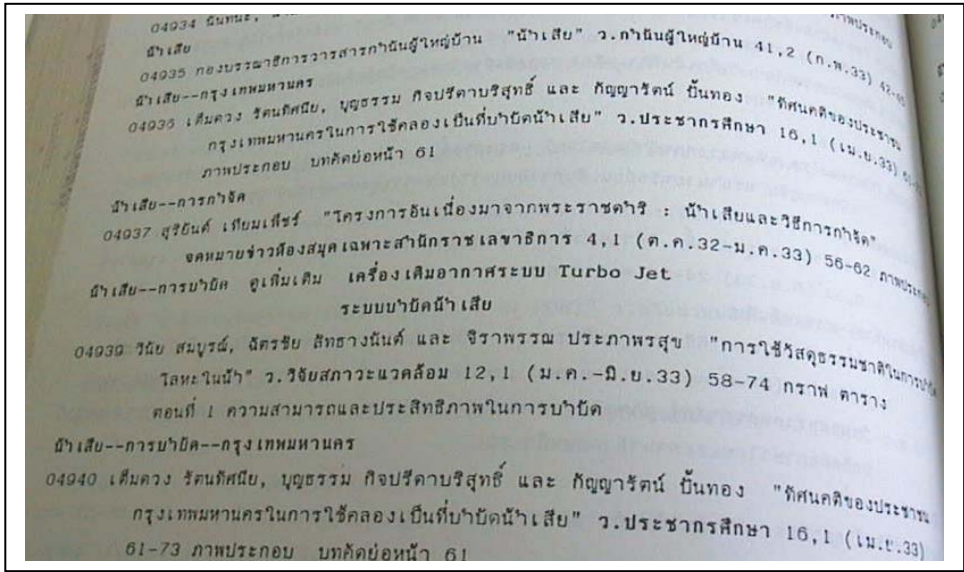 04934 นันทนะ,
ภาพประกอบ
น้ำเสีย
04935 กองบรรณาธิการวารสารกำนันผู้ใหญ่บ้าน "น้ำเสีย" ว.กำนันผู้ใหญ่บ้าน 41,2 (ก.พ.33) 42-45
น้ำเสีย--กรุงเทพมหานคร
04936 เต็มดวง รัตนทัศนีย, บุญธรรม กิจปรีดาบริสุทธิ์ และ กัญญารัตน์ ปั้นทอง "ทัศนคติของประชาชน
กรุงเทพมหานครในการใช้คลองเป็นที่บำบัดน้ำเสีย" ว.ประชากรศึกษา 16,1 (เม.ย.33) 61-73
ภาพประกอบ บทคัดย่อหน้า 61
น้ำเสีย--การกำจัด
04937 สุริยันต์ เทียมเพ็ชร์ "โครงการอันเนื่องมาจากพระราชดำริ : น้ำเสียและวิธีการกำจัด"
จดหมายข่าวห้องสมุดเฉพาะสำนักราชเลขาธิการ 4,1 (ต.ค.32-ม.ค.33) 56-62 ภาพประกอบ
น้ำเสีย--การบำบัด ดูเพิ่มเติม เครื่องเติมอากาศระบบ Turbo Jet
ระบบบำบัดน้ำเสีย
04939 วินัย สมบูรณ์, ฉัตรชัย สิทธางนันต์ และ จิราพรรณ ประภาพรสุข "การใช้วัสดุธรรมชาติในการบำบัด
โลหะในน้ำ" ว.วิจัยสภาวะแวดล้อม 12,1 (ม.ค.-มิ.ย.33) 58-74 กราฟ ตาราง
ตอนที่ 1 ความสามารถและประสิทธิภาพในการบำบัด
น้ำเสีย--การบำบัด--กรุงเทพมหานคร
04940 เต็มดวง รัตนทัศนีย, บุญธรรม กิจปรีดาบริสุทธิ์ และ กัญญารัตน์ ปั้นทอง "ทัศนคติของประชาชน
กรุงเทพมหานครในการใช้คลองเป็นที่บำบัดน้ำเสีย" ว.ประชากรศึกษา 16,1 (เม.ย.33)
61-73 ภาพประกอบ บทคัดย่อหน้า 61